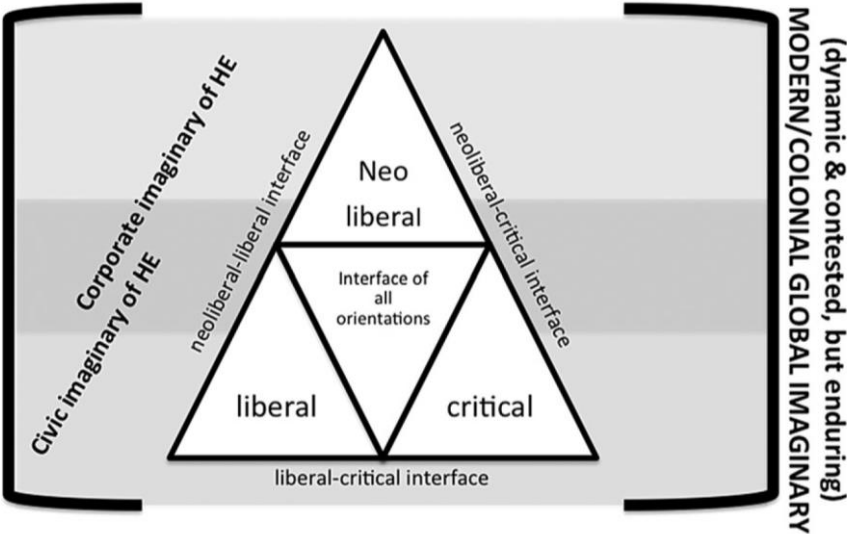 Corporate imaginary of HE
Civic imaginary of HE
neoliberal-liberal interface
Neo
liberal
neoliberal-critical interface
Interface of
all
orientations
liberal
critical
liberal-critical interface
(dynamic & contested, but enduring)
MODERN/COLONIAL GLOBAL IMAGINARY